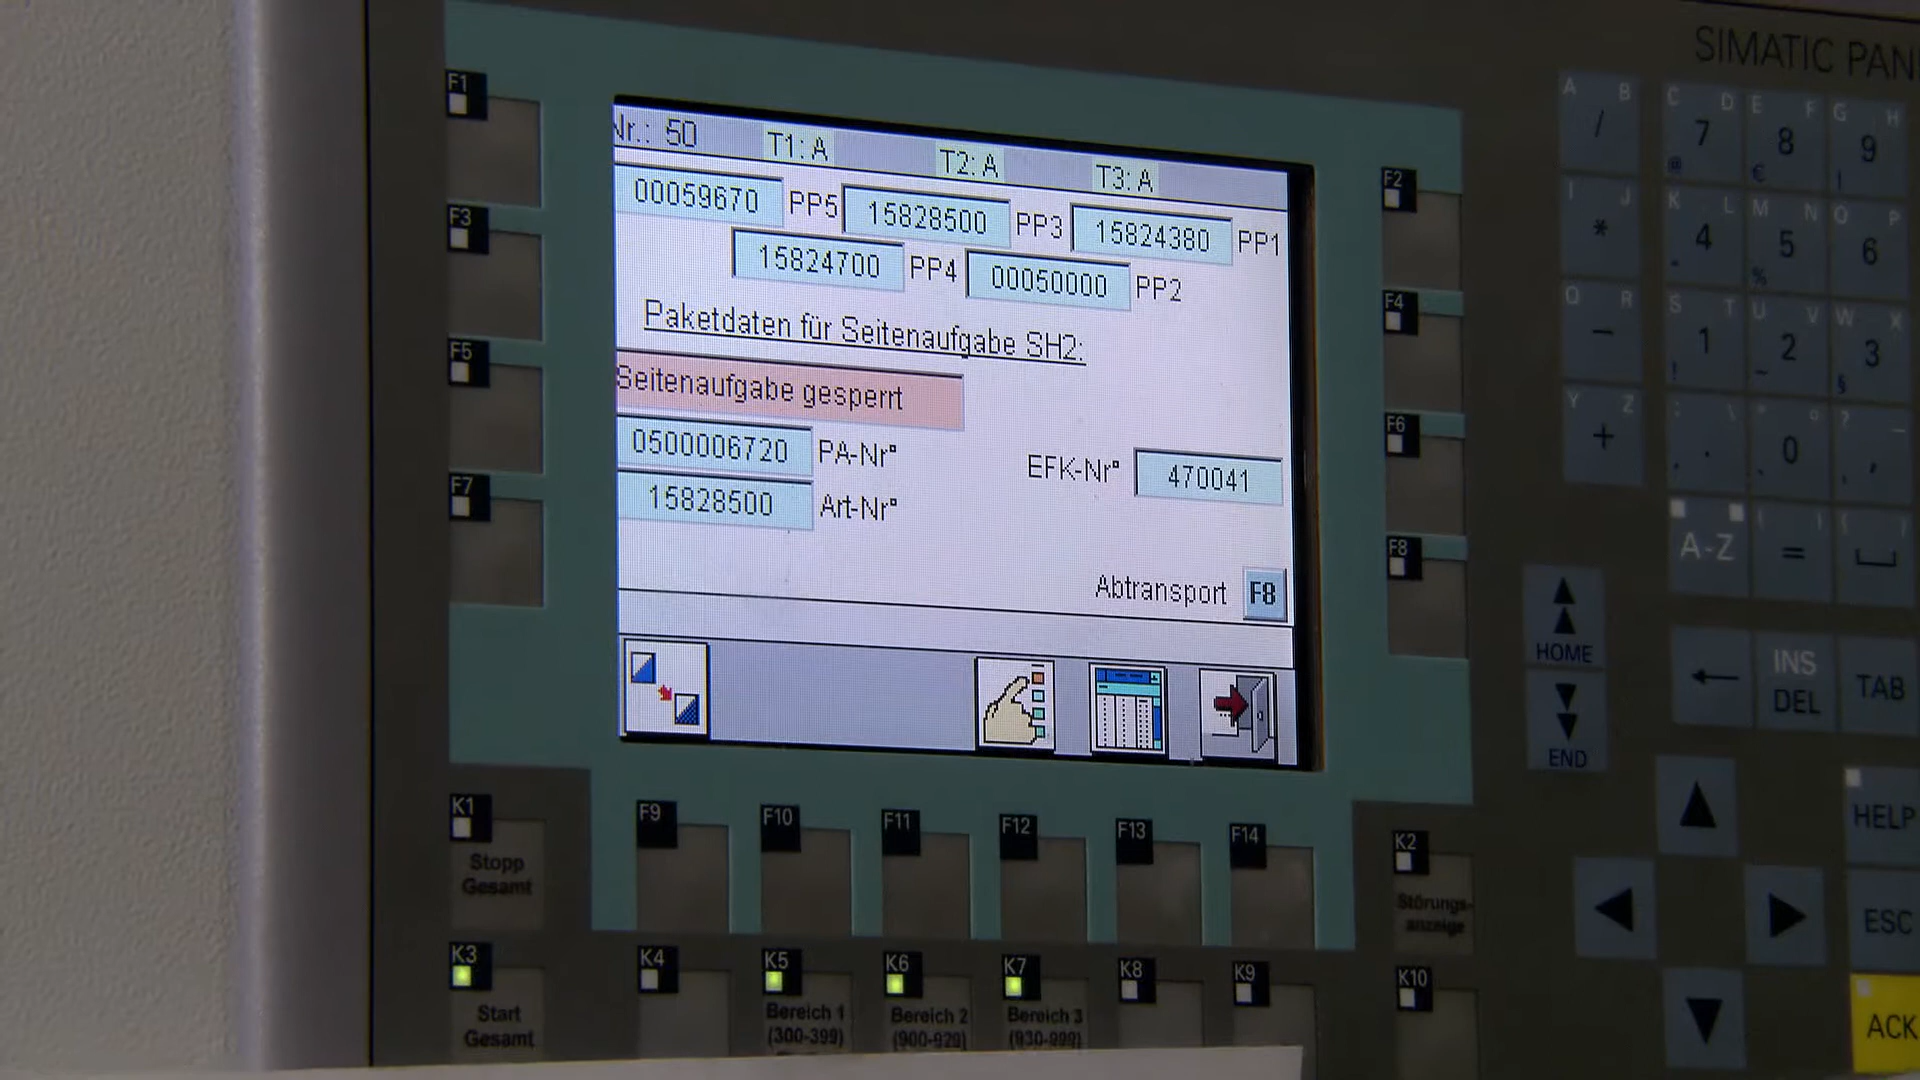 SIMATIC PAN
Nr.: 50 T1: A T2: A T3: A
00059670 PP5 15828500 PP3 15824380 PP1
15824700 PP4 00050000 PP2
Paketdaten für Seitenaufgabe SH2:
Seitenaufgabe gesperrt
0500006720 PA-Nr°
EFK-Nr° 470041
15828500 Art-Nr°
Abtransport F8
F1
F3
F5
F7
F2
F4
F6
F8
K1
Stopp
Gesamt
F9 F10 F11 F12 F13 F14
K2
Störungs-
anzeige
K3
Start
Gesamt
K4
K5
Bereich 1
(300-399)
K6
Bereich 2
(900-929)
K7
Bereich 3
(930-999)
K8
K9
K10
A B / C D 7 @ E F 8 € G H 9 !
I J * K L 4 M N 5 % O P 6
Q R - S T 1 ! U V 2 _ W X 3 §
Y Z + . 0 ,
A-Z =
HOME
END
INS
DEL
TAB
HELP
ESC
ACK